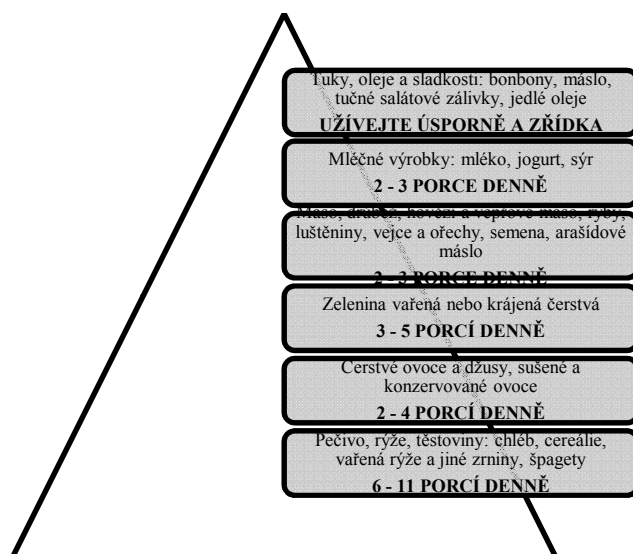 Tuky, oleje a sladkosti: bonbony, máslo,
tučné salátové zálivky, jedlé oleje
UŽÍVEJTE ÚSPORNĚ A ZŘÍDKA
Mléčné výrobky: mléko, jogurt, sýr
2 - 3 PORCE DENNĚ
Maso, drůbež, hovězí a vepřové maso, ryby,
luštěniny, vejce a ořechy, semena, arašídové
máslo
2 - 3 PORCE DENNĚ
Zelenina vařená nebo krájená čerstvá
3 - 5 PORCÍ DENNĚ
Čerstvé ovoce a džusy, sušené a
konzervované ovoce
2 - 4 PORCÍ DENNĚ
Pečivo, rýže, těstoviny: chléb, cereálie,
vařená rýže a jiné zrniny, špagety
6 - 11 PORCÍ DENNĚ